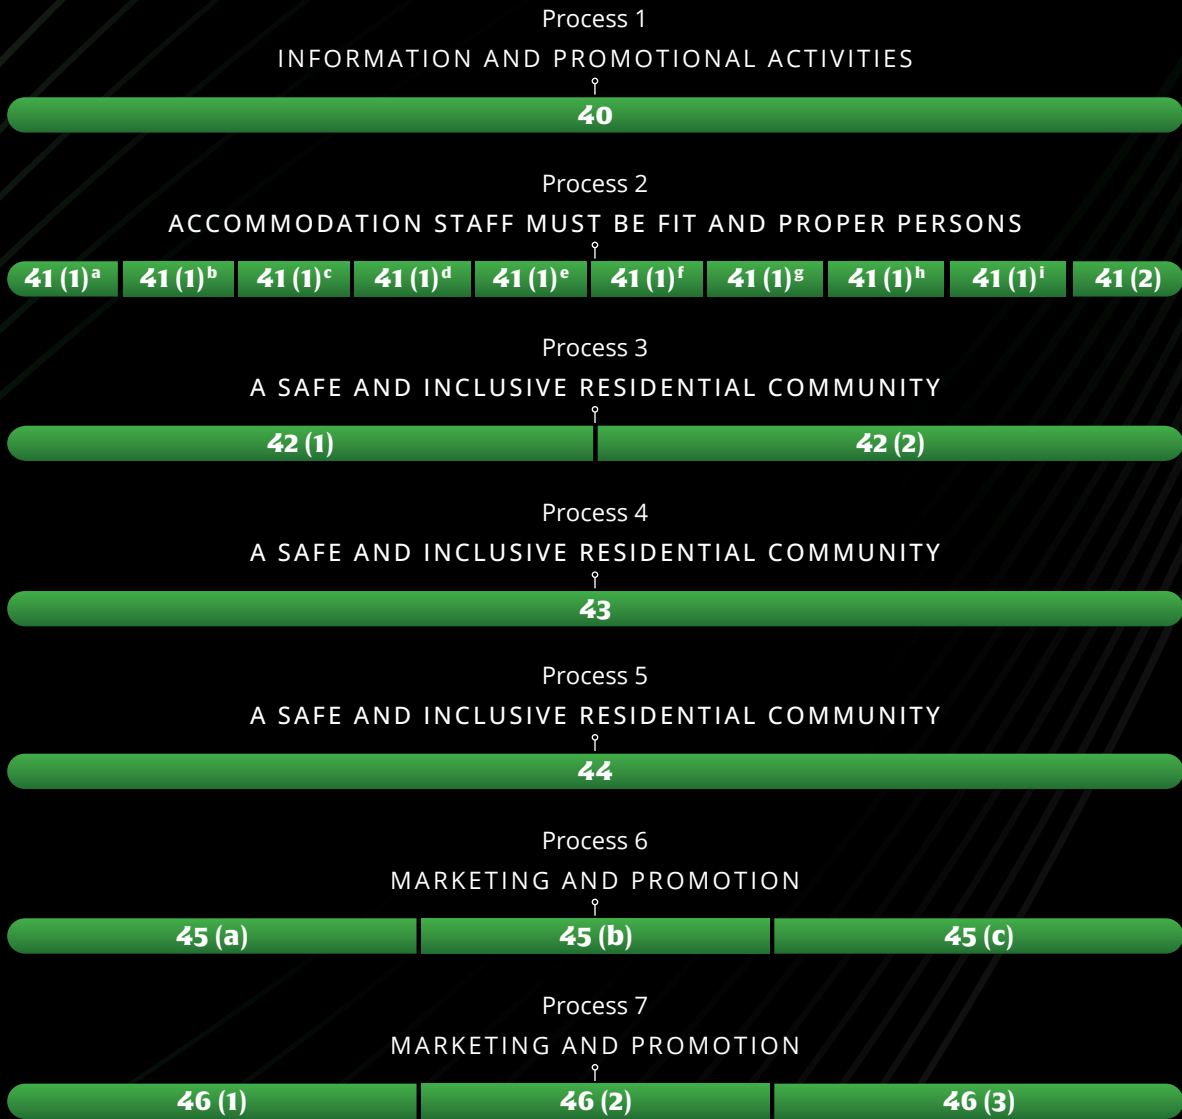 Process 1
INFORMATION AND PROMOTIONAL ACTIVITIES
40
Process 2
ACCOMMODATION STAFF MUST BE FIT AND PROPER PERSONS
41 (1)ᵃ 41 (1)ᵇ 41 (1)ᶜ 41 (1)ᵈ 41 (1)ᵉ 41 (1)ᶠ 41 (1)ᵍ 41 (1)ʰ 41 (1)ⁱ 41 (2)
Process 3
A SAFE AND INCLUSIVE RESIDENTIAL COMMUNITY
42 (1) 42 (2)
Process 4
A SAFE AND INCLUSIVE RESIDENTIAL COMMUNITY
43
Process 5
A SAFE AND INCLUSIVE RESIDENTIAL COMMUNITY
44
Process 6
MARKETING AND PROMOTION
45 (a) 45 (b) 45 (c)
Process 7
MARKETING AND PROMOTION
46 (1) 46 (2) 46 (3)